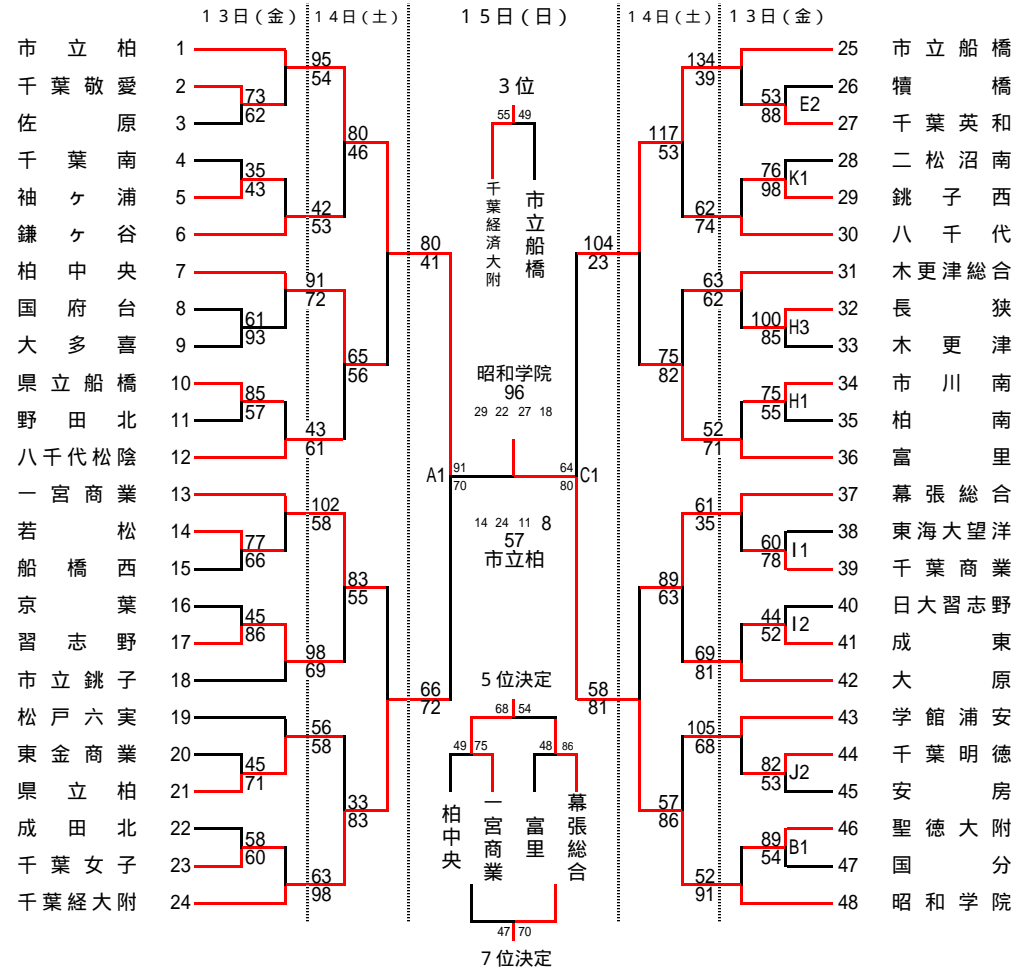 13日(金) 14日(土) 15日(日) 14日(土) 13日(金)
市立柏 1
千葉敬愛 2
佐原 3
千葉南 4
袖ヶ浦 5
鎌ヶ谷 6
柏中央 7
国府台 8
大多喜 9
県立船橋 10
野田北 11
八千代松陰 12
一宮商業 13
若松 14
船橋西 15
京葉 16
習志野 17
市立銚子 18
松戸六実 19
東金商業 20
県立柏 21
成田北 22
千葉女子 23
千葉経大附 24
73
62
35
43
61
93
85
57
77
66
45
86
45
71
58
60
95
54
42
53
91
72
43
61
102
58
98
69
56
58
63
98
80
46
65
56
83
55
33
83
80
41
66
72
3位
55 49
千葉経済大附
市立船橋
昭和学院
96
29 22 27 18
A1
91
70
64
80
C1
14 24 11 8
57
市立柏
5位決定
68 54
49 75
48 86
柏中央
一宮商業
富里
幕張総合
47 70
7位決定
104
23
58
81
117
53
75
82
89
63
57
86
134
39
62
74
63
62
52
71
61
35
69
81
105
68
52
91
53
88
E2
76
98
K1
100
85
H3
75
55
H1
60
78
I1
44
52
I2
82
53
J2
89
54
B1
25 市立船橋
26 犢橋
27 千葉英和
28 二松沼南
29 銚子西
30 八千代
31 木更津総合
32 長狭
33 木更津
34 市川南
35 柏南
36 富里
37 幕張総合
38 東海大望洋
39 千葉商業
40 日大習志野
41 成東
42 大原
43 学館浦安
44 千葉明徳
45 安房
46 聖徳大附
47 国分
48 昭和学院